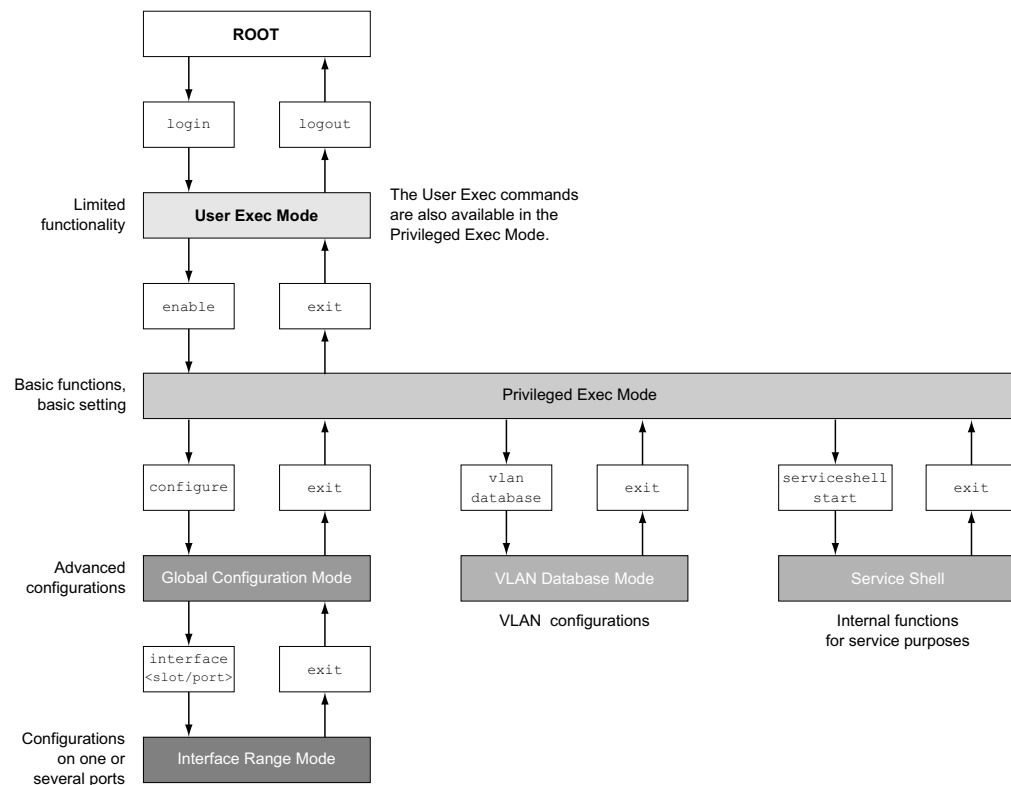 ROOT
login
logout
Limited
functionality
User Exec Mode
The User Exec commands
are also available in the
Privileged Exec Mode.
enable
exit
Basic functions,
basic setting
Privileged Exec Mode
configure
exit
vlan
database
exit
serviceshell
start
exit
Advanced
configurations
Global Configuration Mode
VLAN Database Mode
Service Shell
VLAN configurations
Internal functions
for service purposes
interface
<slot/port>
exit
Configurations
on one or
several ports
Interface Range Mode